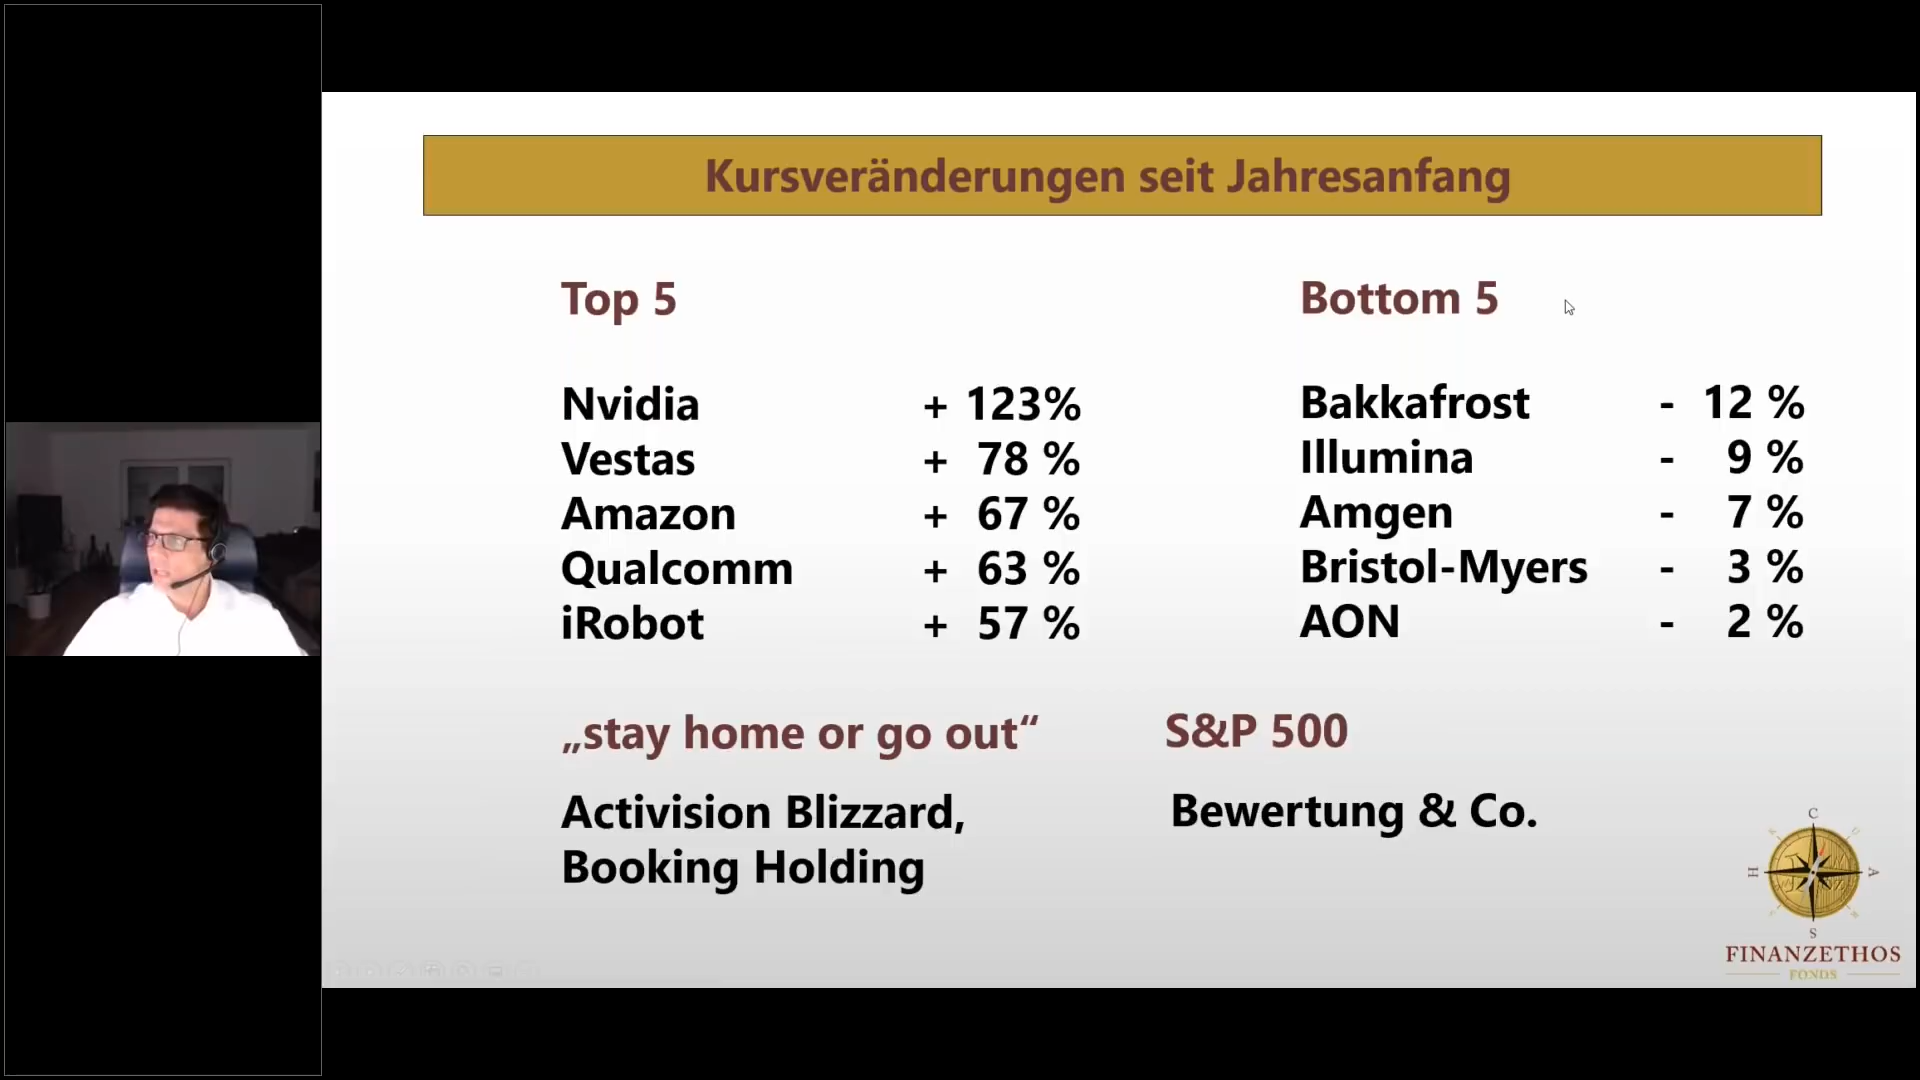 Kursveränderungen seit Jahresanfang
Top 5
Nvidia + 123%
Vestas + 78 %
Amazon + 67 %
Qualcomm + 63 %
iRobot + 57 %
Bottom 5
Bakkafrost - 12 %
Illumina - 9 %
Amgen - 7 %
Bristol-Myers - 3 %
AON - 2 %
„stay home or go out“
Activision Blizzard,
Booking Holding
S&P 500
Bewertung & Co.
C
H A
S
FINANZETHOS
FONDS